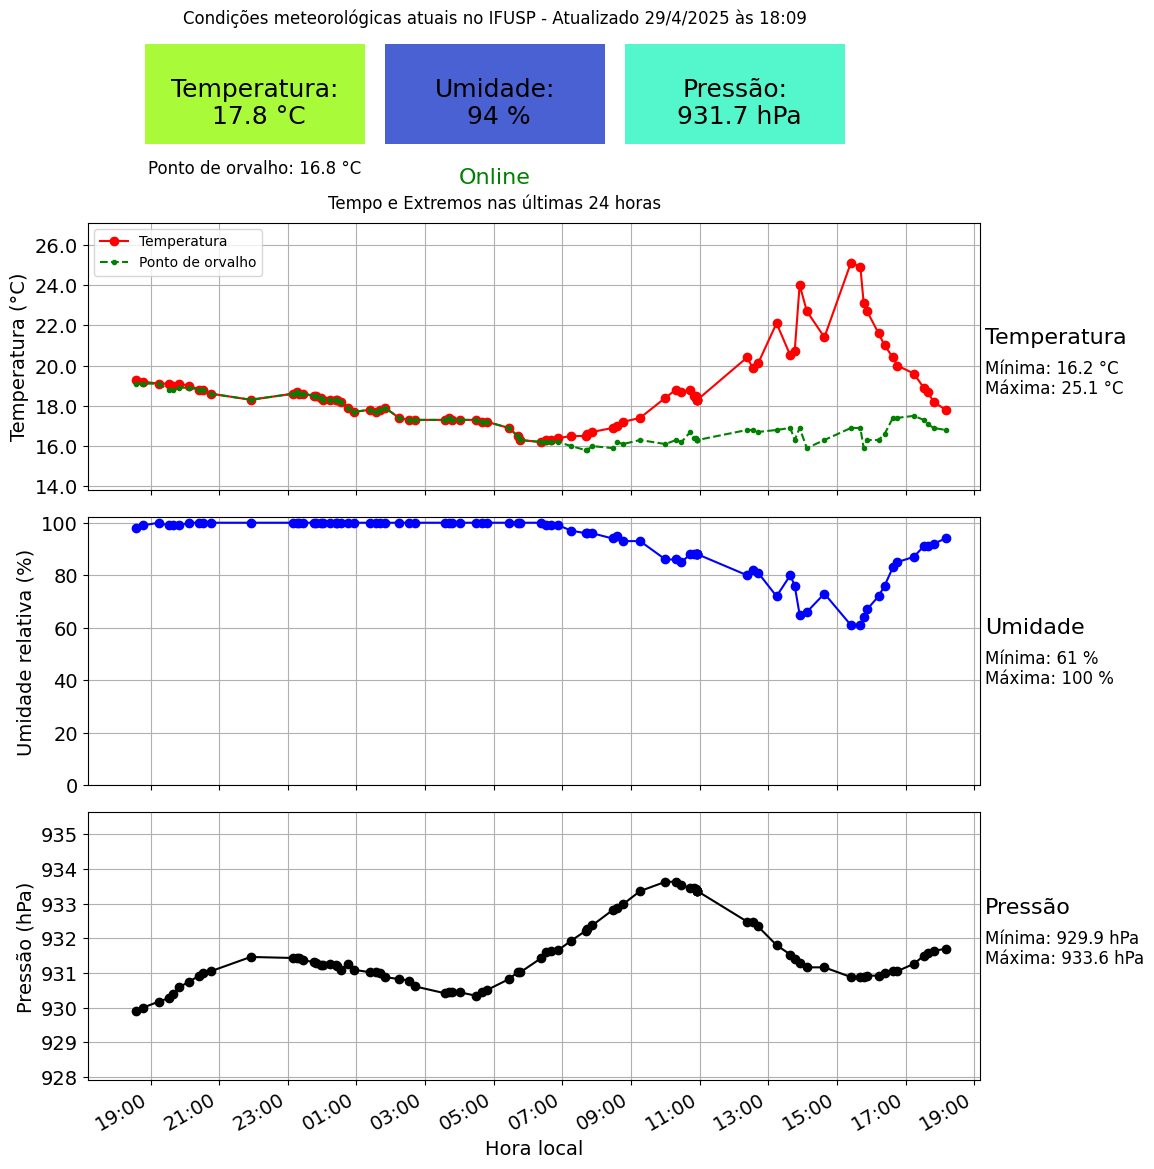 Condições meteorológicas atuais no IFUSP - Atualizado 29/4/2025 às 18:09
Temperatura:
17.8 °C
Umidade:
94 %
Pressão:
931.7 hPa
Ponto de orvalho: 16.8 °C
Online
Tempo e Extremos nas últimas 24 horas
Temperatura
Ponto de orvalho
Temperatura (°C)
26.0
24.0
22.0
20.0
18.0
16.0
14.0
Temperatura
Mínima: 16.2 °C
Máxima: 25.1 °C
Umidade relativa (%)
100
80
60
40
20
0
Umidade
Mínima: 61 %
Máxima: 100 %
Pressão (hPa)
935
934
933
932
931
930
929
928
Pressão
Mínima: 929.9 hPa
Máxima: 933.6 hPa
19:00 21:00 23:00 01:00 03:00 05:00 07:00 09:00 11:00 13:00 15:00 17:00 19:00
Hora local